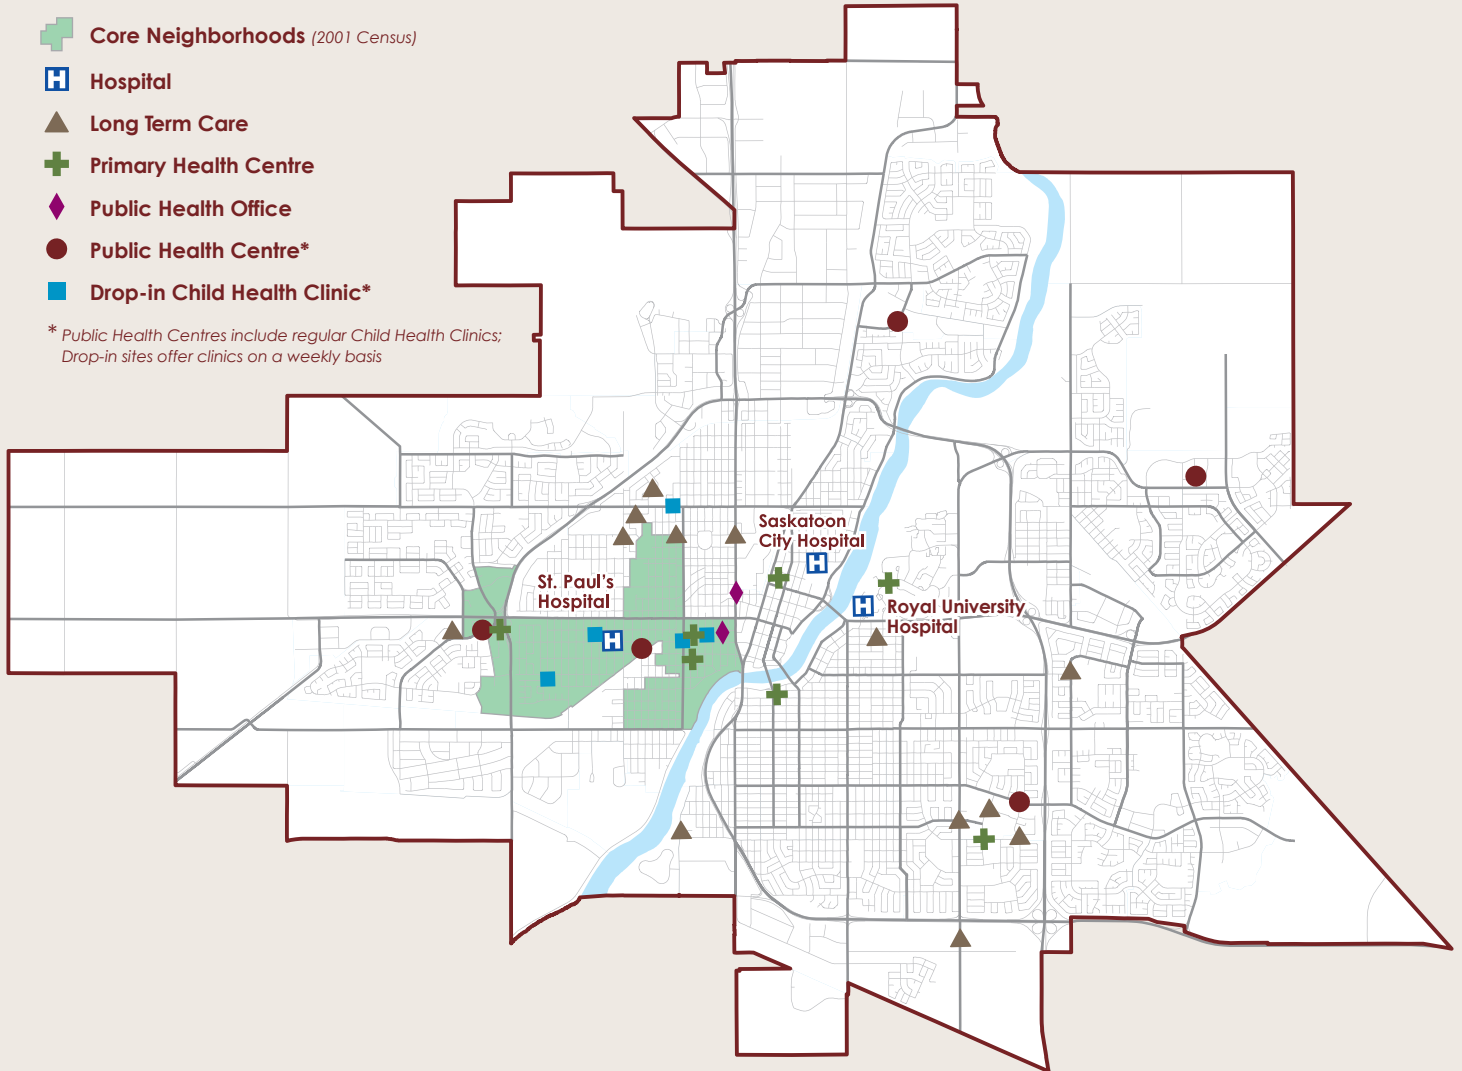 Core Neighborhoods (2001 Census)
H Hospital
Long Term Care
Primary Health Centre
Public Health Office
Public Health Centre*
Drop-in Child Health Clinic*
* Public Health Centres include regular Child Health Clinics;
Drop-in sites offer clinics on a weekly basis
Saskatoon
City Hospital
H
St. Paul's
Hospital
H
H
Royal University
Hospital